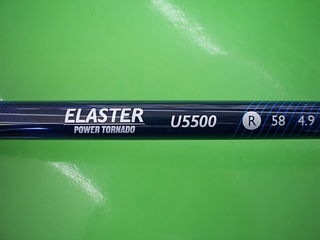 ELASTER U5500 R 58 4.9
POWER TORNADO